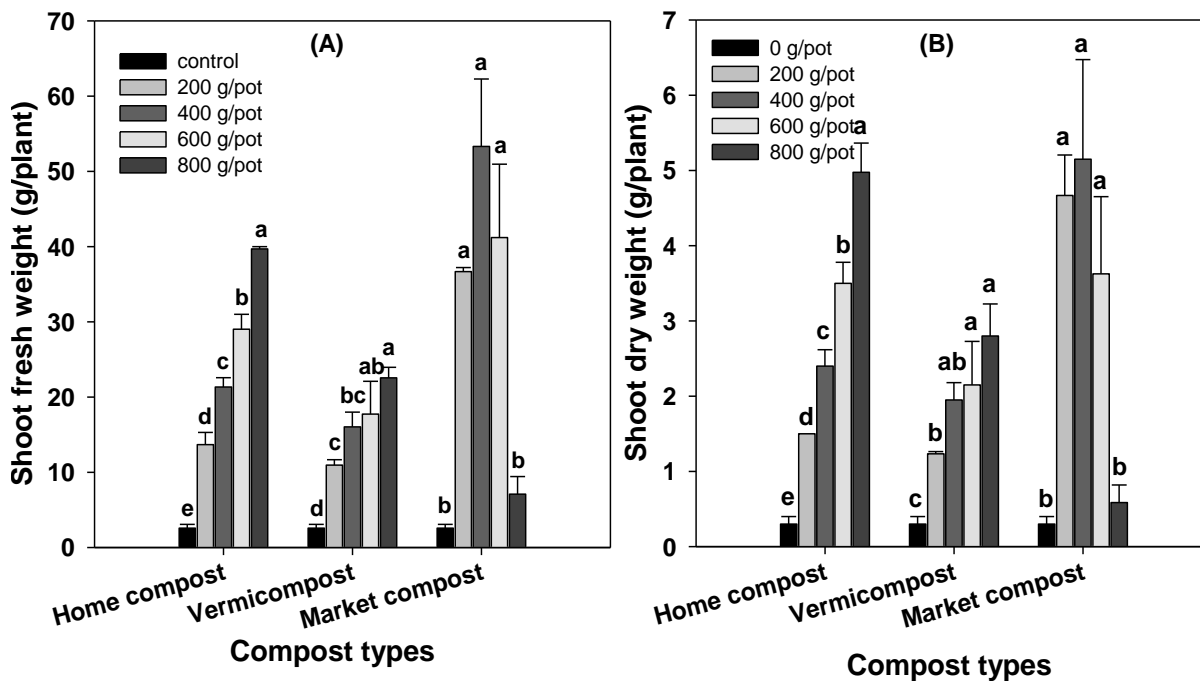 (A)
Shoot fresh weight (g/plant)
70
60
50
40
30
20
10
0
control
200 g/pot
400 g/pot
600 g/pot
800 g/pot
e
d
c
b
a
d
c
bc
ab
a
b
a
a
a
b
Home compost
Vermicompost
Market compost
Compost types
(B)
Shoot dry weight (g/plant)
7
6
5
4
3
2
1
0
0 g/pot
200 g/pot
400 g/pot
600 g/pot
800 g/pot
e
d
c
b
a
c
b
ab
a
a
b
a
a
a
b
Home compost
Vermicompost
Market compost
Compost types